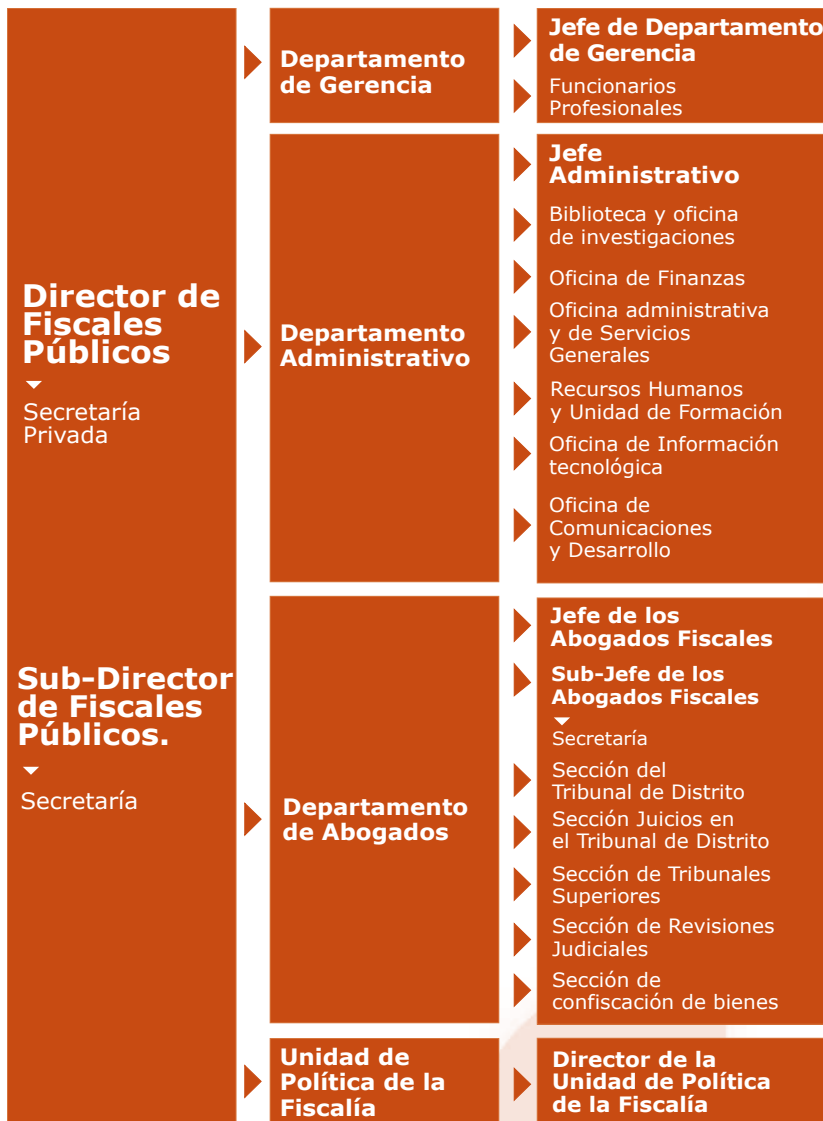 Director de
Fiscales
Públicos
Secretaría
Privada
Sub-Director
de Fiscales
Públicos.
Secretaría
Departamento
de Gerencia
Jefe de Departamento
de Gerencia
Funcionarios
Profesionales
Departamento
Administrativo
Jefe
Administrativo
Biblioteca y oficina
de investigaciones
Oficina de Finanzas
Oficina administrativa
y de Servicios
Generales
Recursos Humanos
y Unidad de Formación
Oficina de Información
tecnológica
Oficina de
Comunicaciones
y Desarrollo
Departamento
de Abogados
Jefe de los
Abogados Fiscales
Sub-Jefe de los
Abogados Fiscales
Secretaría
Sección del
Tribunal de Distrito
Sección Juicios en
el Tribunal de Distrito
Sección de Tribunales
Superiores
Sección de Revisiones
Judiciales
Sección de
confiscación de bienes
Unidad de
Política de la
Fiscalía
Director de la
Unidad de Política
de la Fiscalía